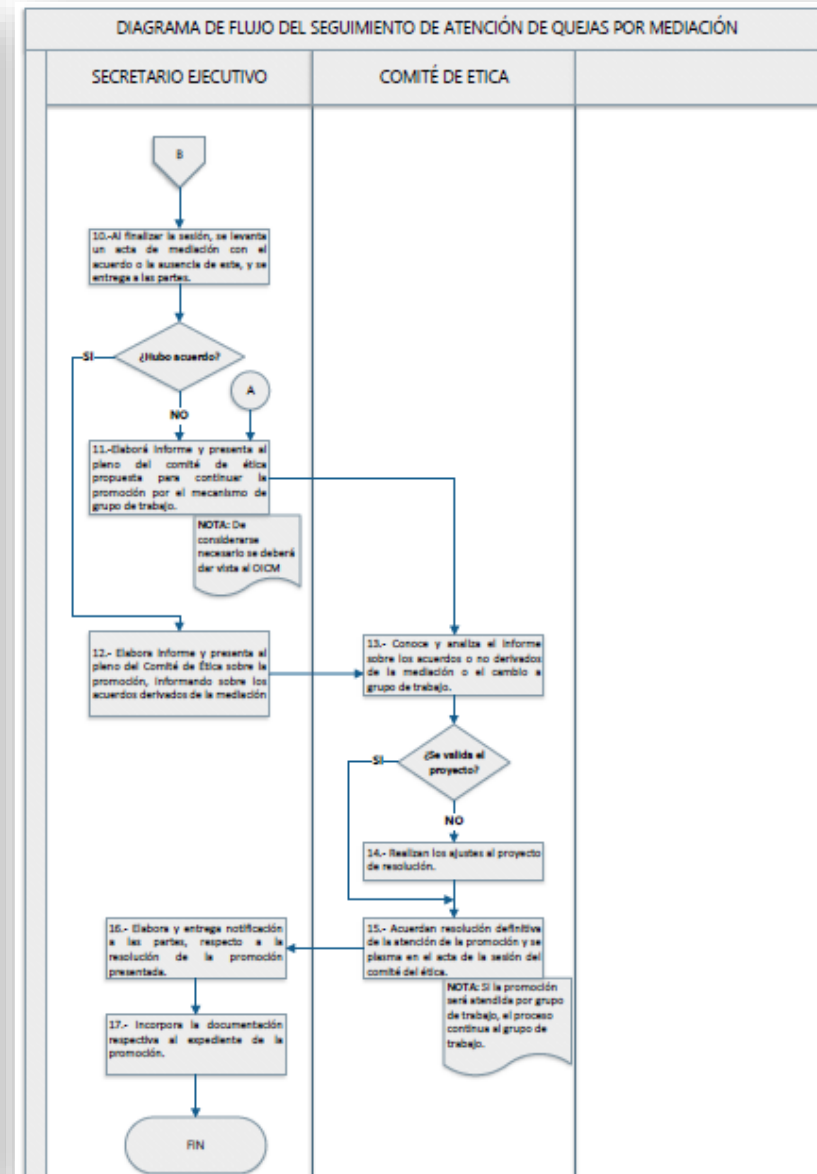 DIAGRAMA DE FLUJO DEL SEGUIMIENTO DE ATENCIÓN DE QUEJAS POR MEDIACIÓN
SECRETARIO EJECUTIVO
COMITÉ DE ETICA
B
10.-Al finalizar la sesión, se levanta
un acta de mediación con el
acuerdo o la ausencia de este, y se
entrega a las partes.
¿Hubo acuerdo?
SI
A
NO
11.-Elaborá informe y presenta al
pleno del comité de ética
propuesta para continuar la
promoción por el mecanismo de
grupo de trabajo.
NOTA: De
considerarse
necesario se deberá
dar vista al OICM
12.- Elabora informe y presenta al
pleno del Comité de Ética sobre la
promoción, informando sobre los
acuerdos derivados de la mediación
13.- Conoce y analiza el informe
sobre los acuerdos o no derivados
de la mediación o el cambio a
grupo de trabajo.
¿Se valida el
proyecto?
SI
NO
14.- Realizan los ajustes al proyecto
de resolución.
15.- Acuerdan resolución definitiva
de la atención de la promoción y se
plasma en el acta de la sesión del
comité del ética.
NOTA: Si la promoción
será atendida por grupo
de trabajo, el proceso
continua al grupo de
trabajo.
16.- Elabora y entrega notificación
a las partes, respecto a la
resolución de la promoción
presentada.
17.- Incorpora la documentación
respectiva al expediente de la
promoción.
FIN